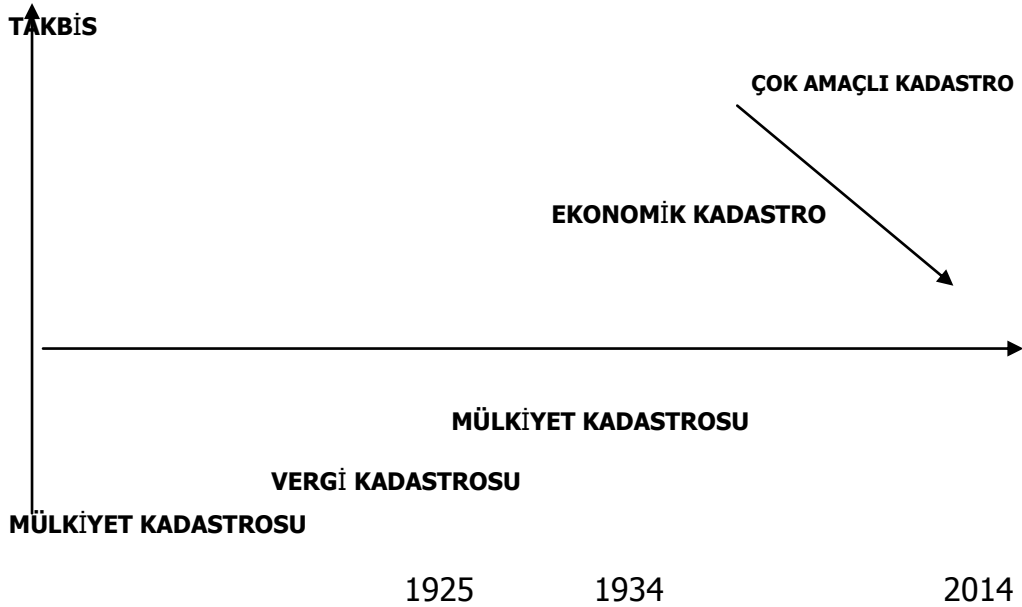 TAKBİS
ÇOK AMAÇLI KADASTRO
EKONOMİK KADASTRO
MÜLKİYET KADASTROSU
VERGİ KADASTROSU
MÜLKİYET KADASTROSU
1925 1934 2014